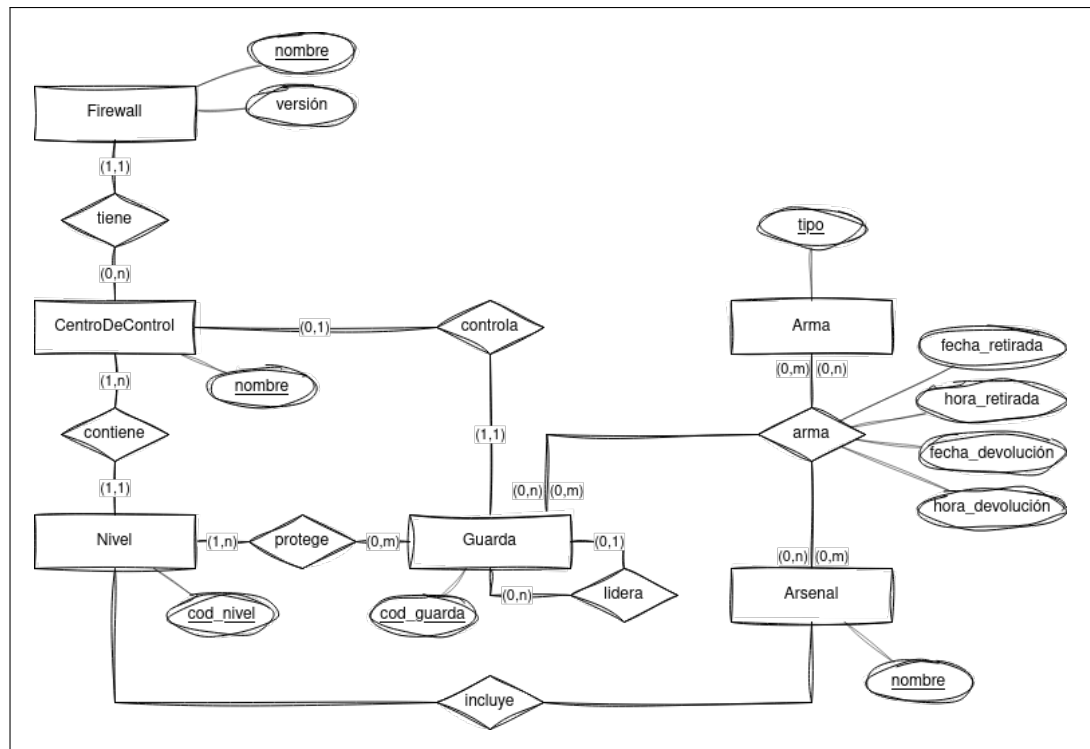 nombre
Firewall
versión
(1,1)
tiene
tipo
(0,n)
CentroDeControl
(0,1)
controla
Arma
fecha_retirada
(0,m) (0,n)
(1,n)
nombre
hora_retirada
contiene
(1,1)
arma
fecha_devolución
(1,1)
(0,n) (0,m)
hora_devolución
Nivel
(1,n)
protege
(0,m)
Guarda
(0,1)
(0,n) (0,m)
(0,n)
lidera
Arsenal
cod_nivel
cod_guarda
nombre
incluye